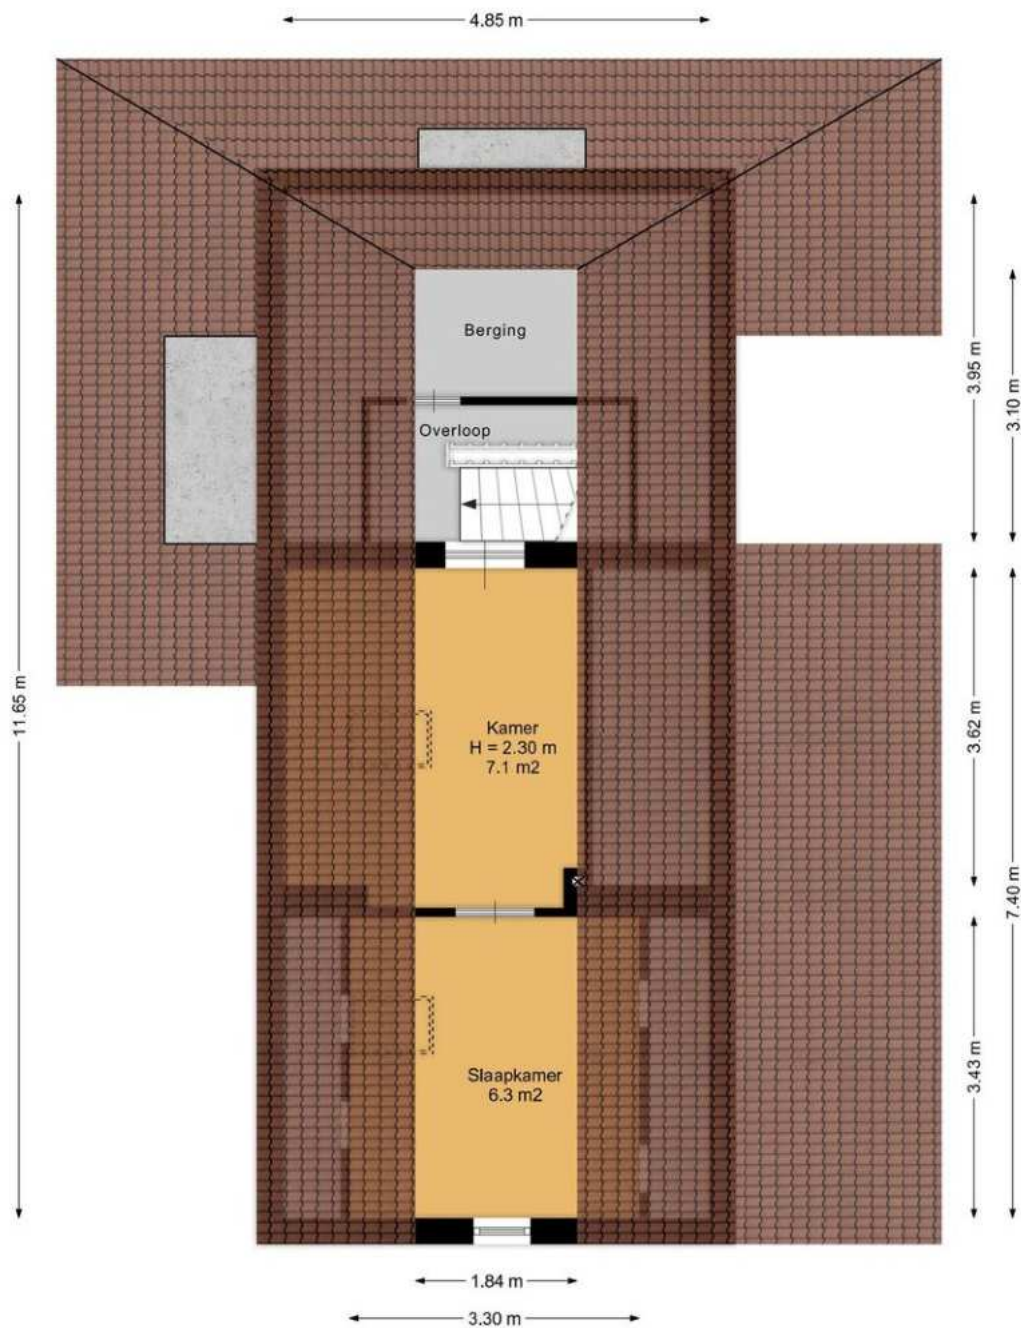 4.85 m
Berging
Overloop
3.95 m
3.10 m
11.65 m
Kamer
H = 2.30 m
7.1 m2
3.62 m
7.40 m
Slaapkamer
6.3 m2
3.43 m
1.84 m
3.30 m